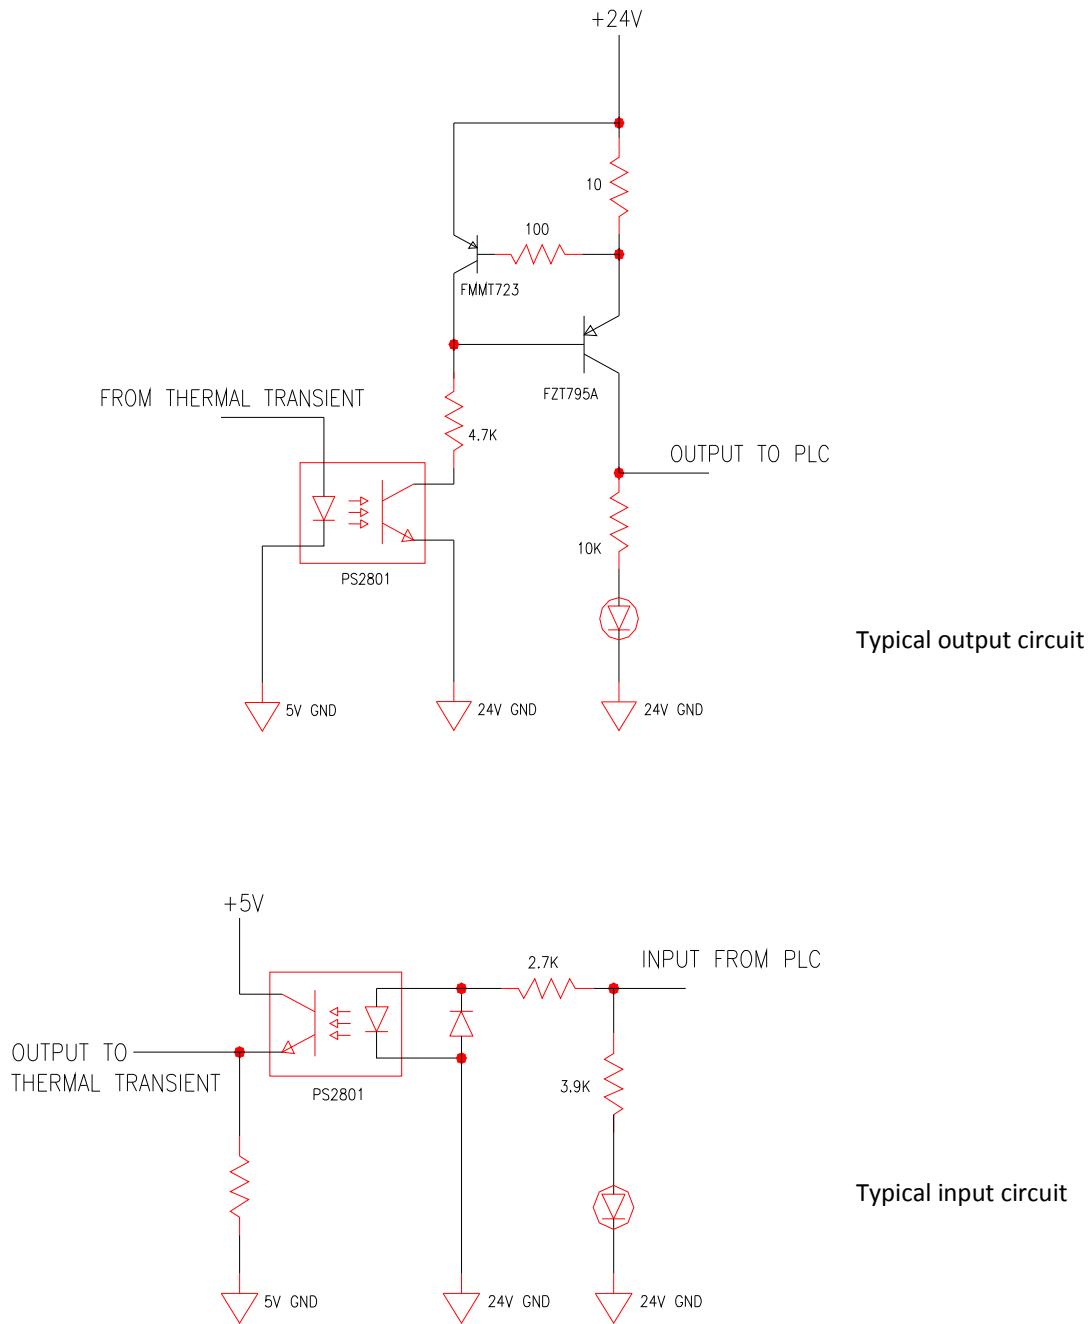 +24V
10
100
FMMT723
FZT795A
FROM THERMAL TRANSIENT
4.7K
OUTPUT TO PLC
10K
PS2801
Typical output circuit
5V GND
24V GND
24V GND
+5V
2.7K
INPUT FROM PLC
OUTPUT TO
THERMAL TRANSIENT
PS2801
3.9K
Typical input circuit
5V GND
24V GND
24V GND